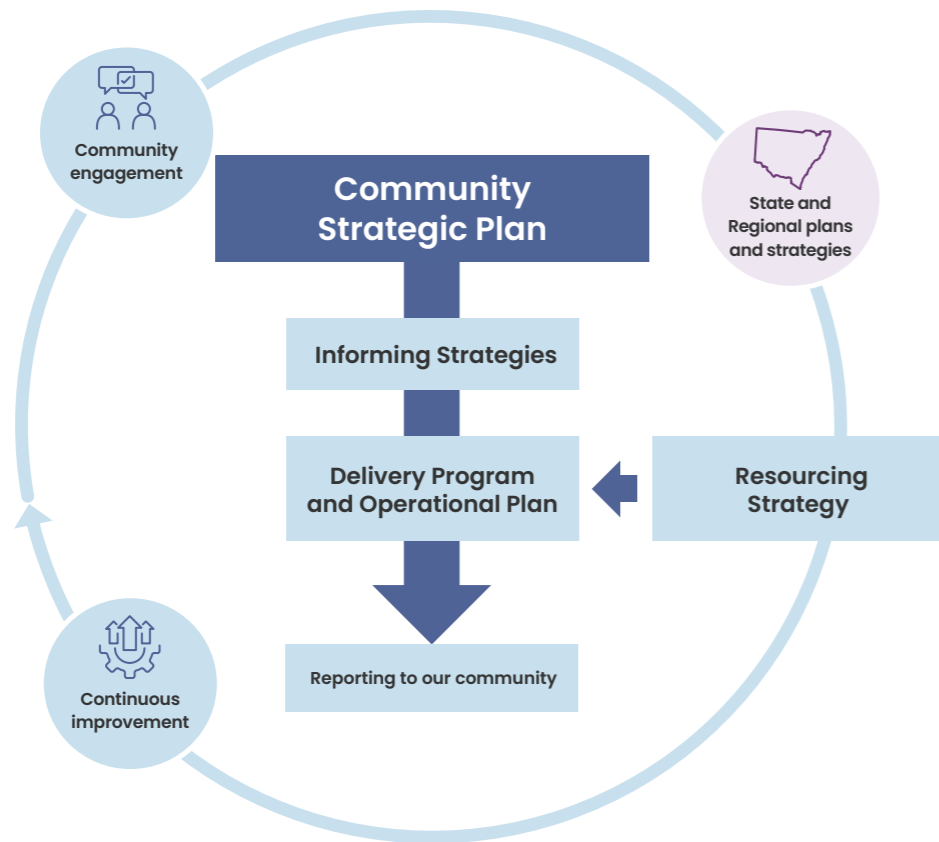 Community
engagement
Community
Strategic Plan
State and
Regional plans
and strategies
Informing Strategies
Delivery Program
and Operational Plan
Resourcing
Strategy
Continuous
improvement
Reporting to our community